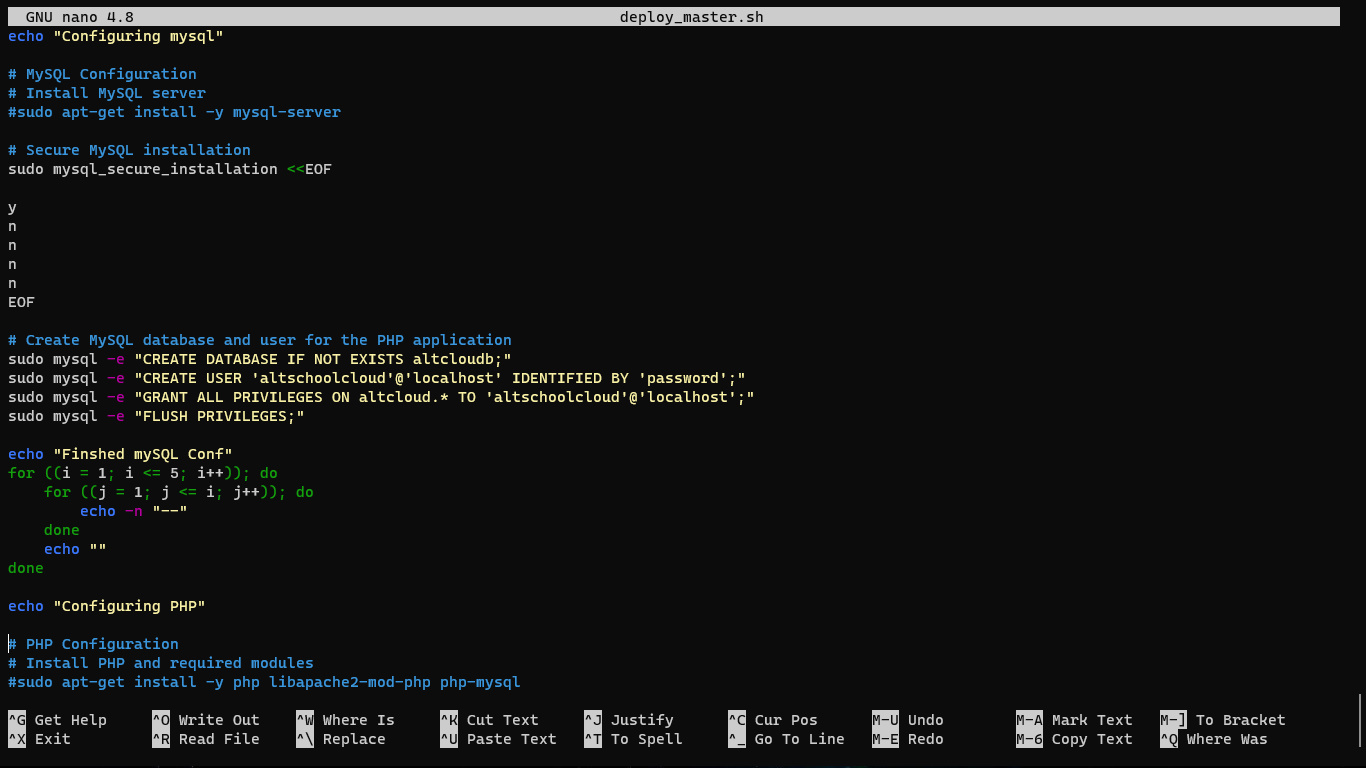 GNU nano 4.8 deploy_master.sh
echo "Configuring mysql"

# MySQL Configuration
# Install MySQL server
#sudo apt-get install -y mysql-server

# Secure MySQL installation
sudo mysql_secure_installation <<EOF

y
n
n
n
n
EOF

# Create MySQL database and user for the PHP application
sudo mysql -e "CREATE DATABASE IF NOT EXISTS altcloudb;"
sudo mysql -e "CREATE USER 'altschoolcloud'@'localhost' IDENTIFIED BY 'password';"
sudo mysql -e "GRANT ALL PRIVILEGES ON altcloud.* TO 'altschoolcloud'@'localhost';"
sudo mysql -e "FLUSH PRIVILEGES;"

echo "Finshed mySQL Conf"
for ((i = 1; i <= 5; i++)); do
    for ((j = 1; j <= i; j++)); do
        echo -n "--"
    done
    echo ""
done

echo "Configuring PHP"

# PHP Configuration
# Install PHP and required modules
#sudo apt-get install -y php libapache2-mod-php php-mysql

^G Get Help ^O Write Out ^W Where Is ^K Cut Text ^J Justify ^C Cur Pos M-U Undo M-A Mark Text M-] To Bracket
^X Exit ^R Read File ^\ Replace ^U Paste Text ^T To Spell ^_ Go To Line M-E Redo M-6 Copy Text ^Q Where Was